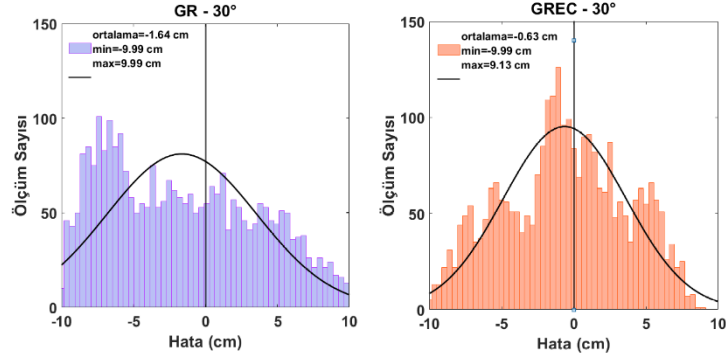 GR - 30°
ortalama=-1.64 cm
min=-9.99 cm
max=9.99 cm
150
100
50
0
Ölçüm Sayısı
-10 -5 0 5 10
Hata (cm)
GREC - 30°
ortalama=-0.63 cm
min=-9.99 cm
max=9.13 cm
150
100
50
0
Ölçüm Sayısı
-10 -5 0 5 10
Hata (cm)